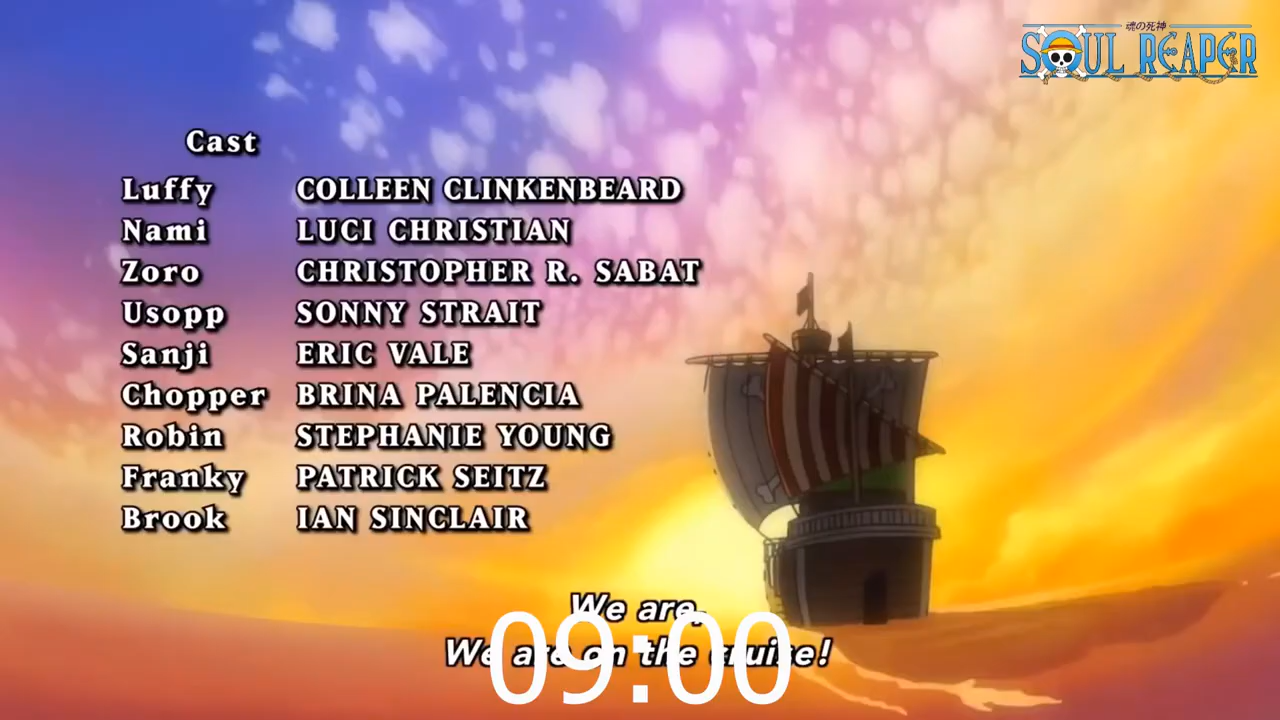 魂の死神
SOUL REAPER
Cast
Luffy COLLEEN CLINKENBEARD
Nami LUCI CHRISTIAN
Zoro CHRISTOPHER R. SABAT
Usopp SONNY STRAIT
Sanji ERIC VALE
Chopper BRINA PALENCIA
Robin STEPHANIE YOUNG
Franky PATRICK SEITZ
Brook IAN SINCLAIR
We are,
We are on the cruise!
09:00